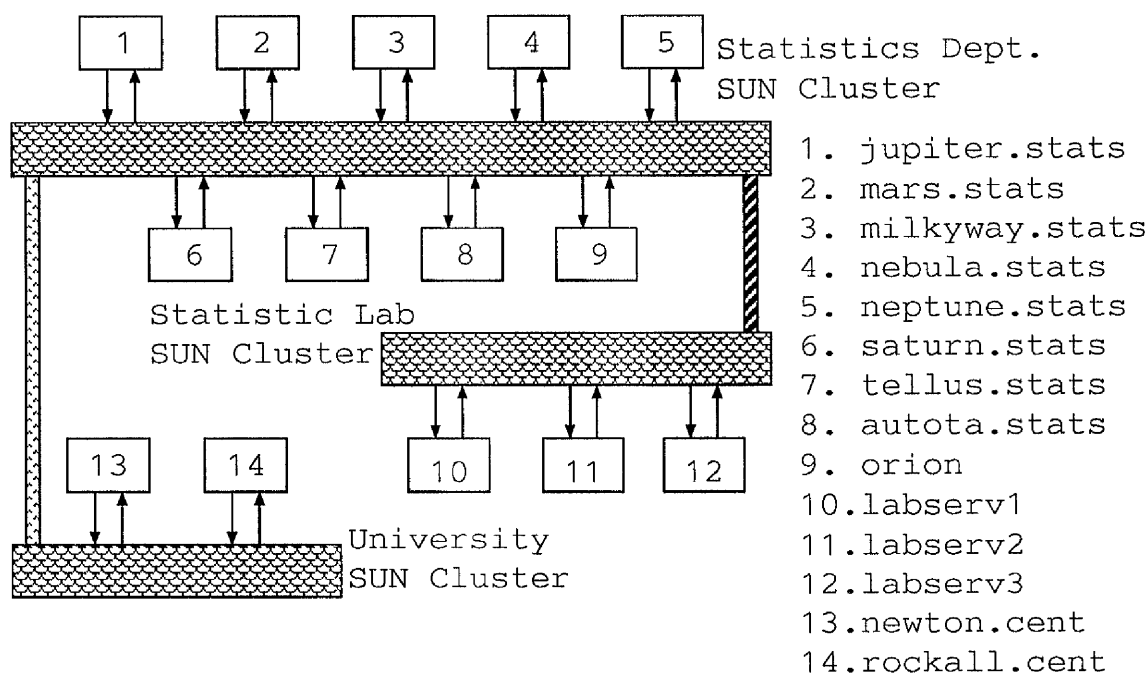 1
2
3
4
5
Statistics Dept.
SUN Cluster
6
7
8
9
Statistic Lab
SUN Cluster
10
11
12
13
14
University
SUN Cluster
1. jupiter.stats
2. mars.stats
3. milkyway.stats
4. nebula.stats
5. neptune.stats
6. saturn.stats
7. tellus.stats
8. autota.stats
9. orion
10.labserv1
11.labserv2
12.labserv3
13.newton.cent
14.rockall.cent